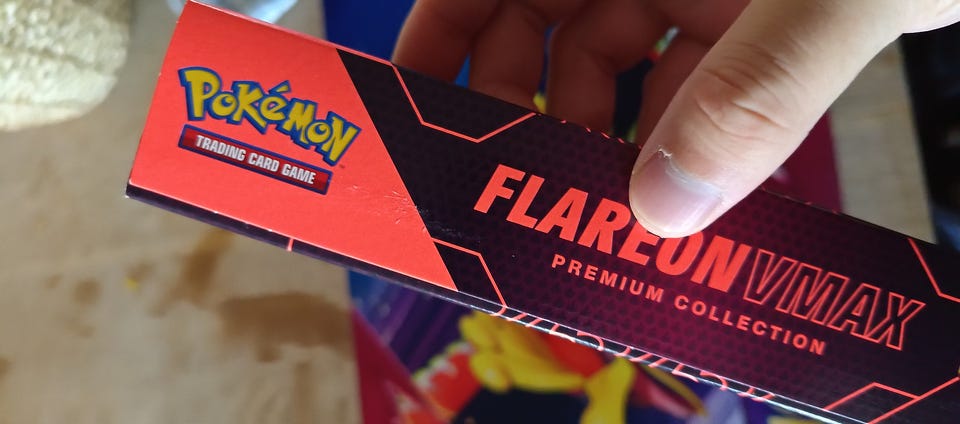 POKéMON
TRADING CARD GAME
FLAREON VMAX
PREMIUM COLLECTION